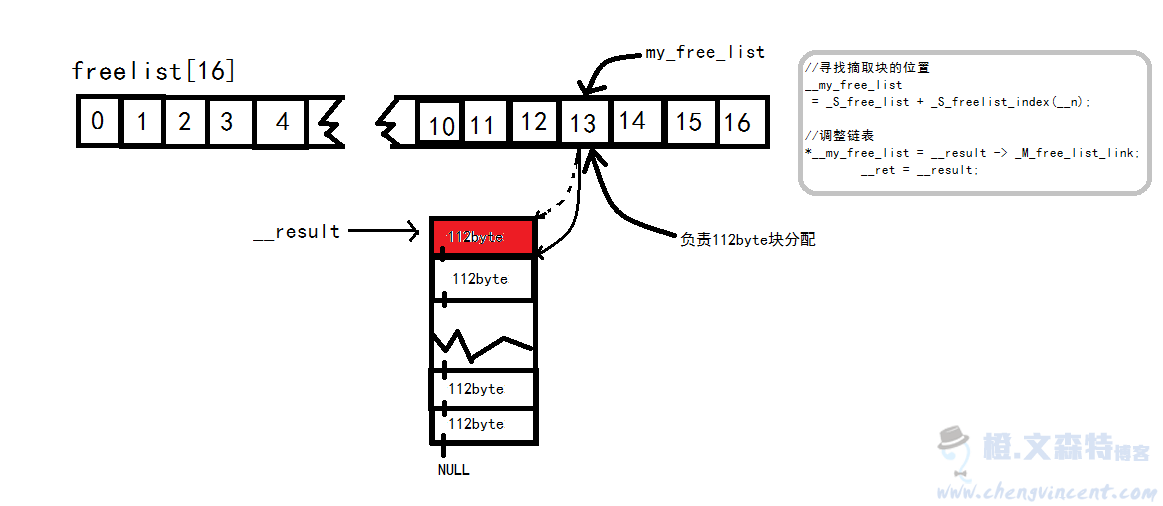 freelist[16]
my_free_list
0 1 2 3 4 10 11 12 13 14 15 16
//寻找摘取块的位置
__my_free_list
= _S_free_list + _S_freelist_index(__n);
//调整链表
*__my_free_list = __result -> _M_free_list_link;
__ret = __result;
__result
112byte
负责112byte块分配
112byte
112byte
112byte
NULL
橙.文森特博客
www.chengvincent.com